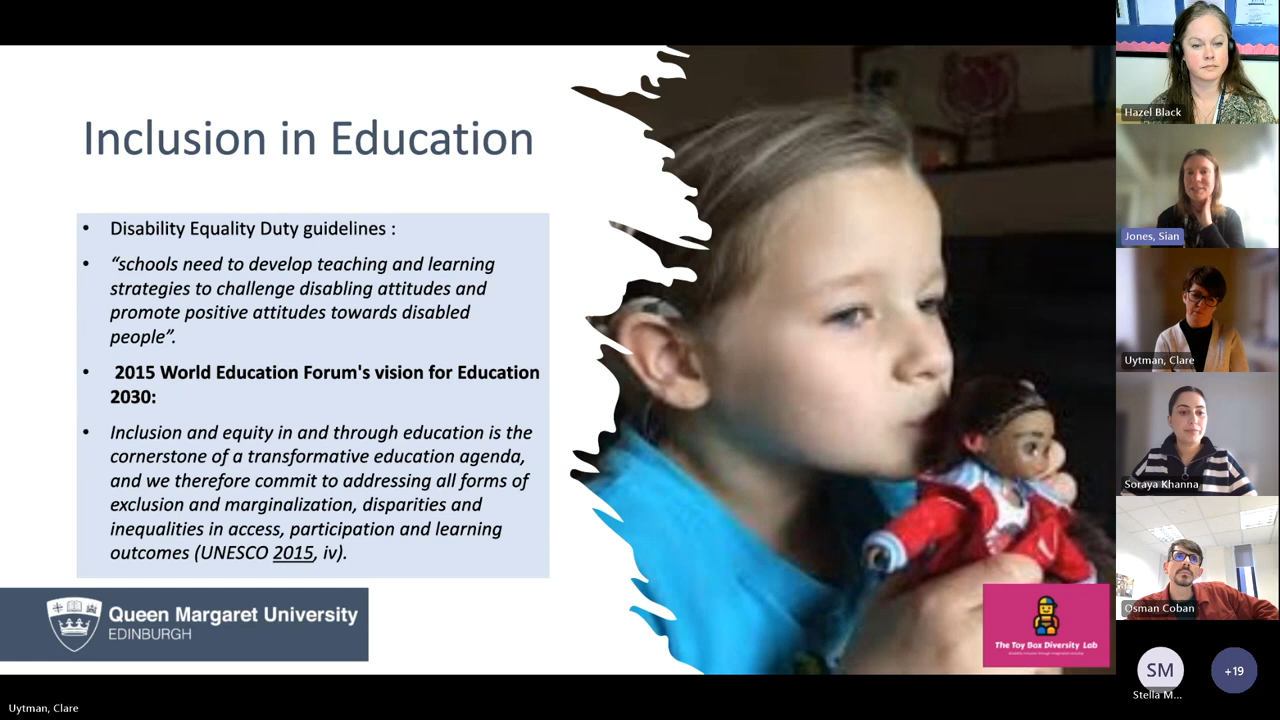 Inclusion in Education
• Disability Equality Duty guidelines :
• “schools need to develop teaching and learning
strategies to challenge disabling attitudes and
promote positive attitudes towards disabled
people”.
• 2015 World Education Forum's vision for Education
2030:
• Inclusion and equity in and through education is the
cornerstone of a transformative education agenda,
and we therefore commit to addressing all forms of
exclusion and marginalization, disparities and
inequalities in access, participation and learning
outcomes (UNESCO 2015, iv).
Queen Margaret University
EDINBURGH
The Toy Box Diversity Lab
Uytman, Clare
Hazel Black
Jones, Sian
Uytman, Clare
Soraya Khanna
Osman Coban
SM
Stella M...
+19